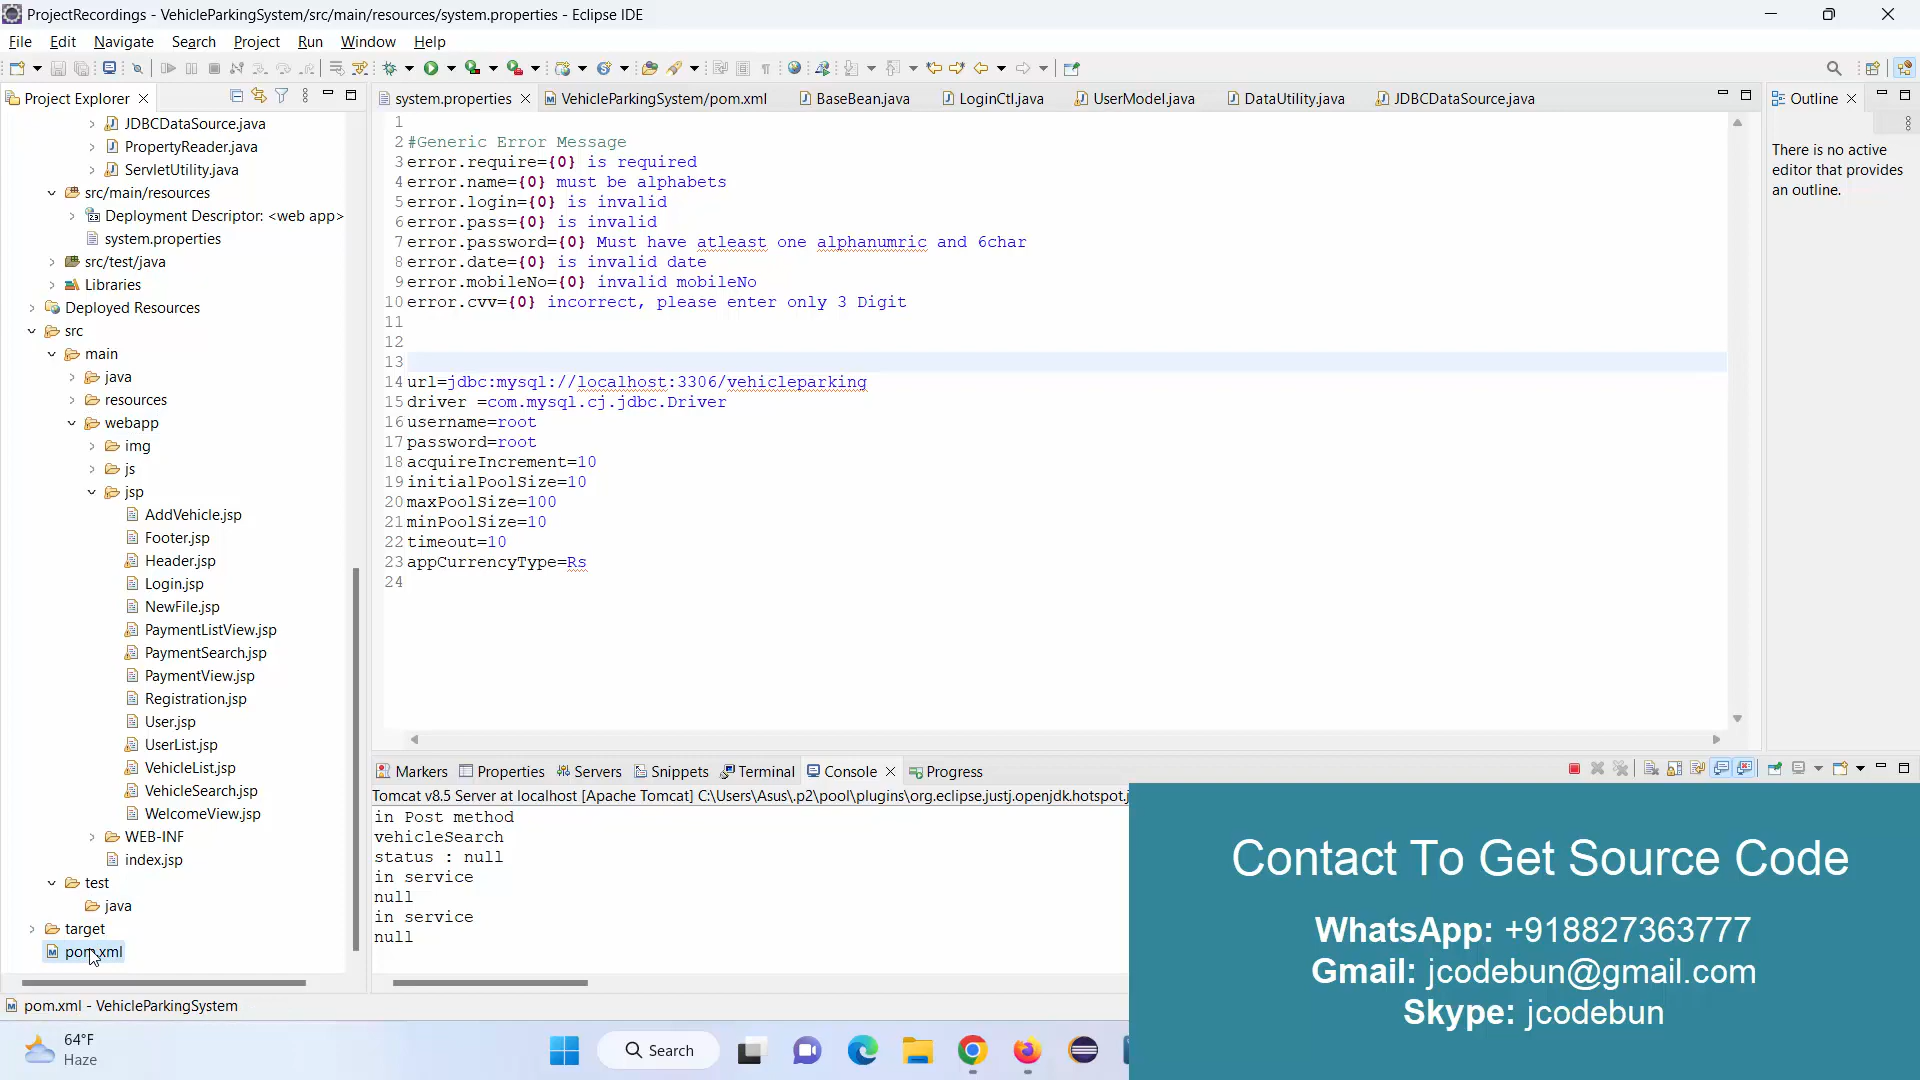 ProjectRecordings - VehicleParkingSystem/src/main/resources/system.properties - Eclipse IDE
File Edit Navigate Search Project Run Window Help
Project Explorer
system.properties
VehicleParkingSystem/pom.xml
BaseBean.java
LoginCtl.java
UserModel.java
DataUtility.java
JDBCDataSource.java
Outline
JDBCDataSource.java
PropertyReader.java
ServletUtility.java
src/main/resources
Deployment Descriptor: <web app>
system.properties
src/test/java
Libraries
Deployed Resources
src
main
java
resources
webapp
img
js
jsp
AddVehicle.jsp
Footer.jsp
Header.jsp
Login.jsp
NewFile.jsp
PaymentListView.jsp
PaymentSearch.jsp
PaymentView.jsp
Registration.jsp
User.jsp
UserList.jsp
VehicleList.jsp
VehicleSearch.jsp
WelcomeView.jsp
WEB-INF
index.jsp
test
java
target
pom.xml
1
2 #Generic Error Message
3 error.require={0} is required
4 error.name={0} must be alphabets
5 error.login={0} is invalid
6 error.pass={0} is invalid
7 error.password={0} Must have atleast one alphanumric and 6char
8 error.date={0} is invalid date
9 error.mobileNo={0} invalid mobileNo
10 error.cvv={0} incorrect, please enter only 3 Digit
11
12
13
14 url=jdbc:mysql://localhost:3306/vehicleparking
15 driver =com.mysql.cj.jdbc.Driver
16 username=root
17 password=root
18 acquireIncrement=10
19 initialPoolSize=10
20 maxPoolSize=100
21 minPoolSize=10
22 timeout=10
23 appCurrencyType=Rs
24
There is no active
editor that provides
an outline.
Markers Properties Servers Snippets Terminal Console Progress
Tomcat v8.5 Server at localhost [Apache Tomcat] C:\Users\Asus\.p2\pool\plugins\org.eclipse.justj.openjdk.hotspot.j
in Post method
vehicleSearch
status : null
in service
null
in service
null
Contact To Get Source Code
WhatsApp: +918827363777
Gmail: jcodebun@gmail.com
Skype: jcodebun
pom.xml - VehicleParkingSystem
64°F
Haze
Search